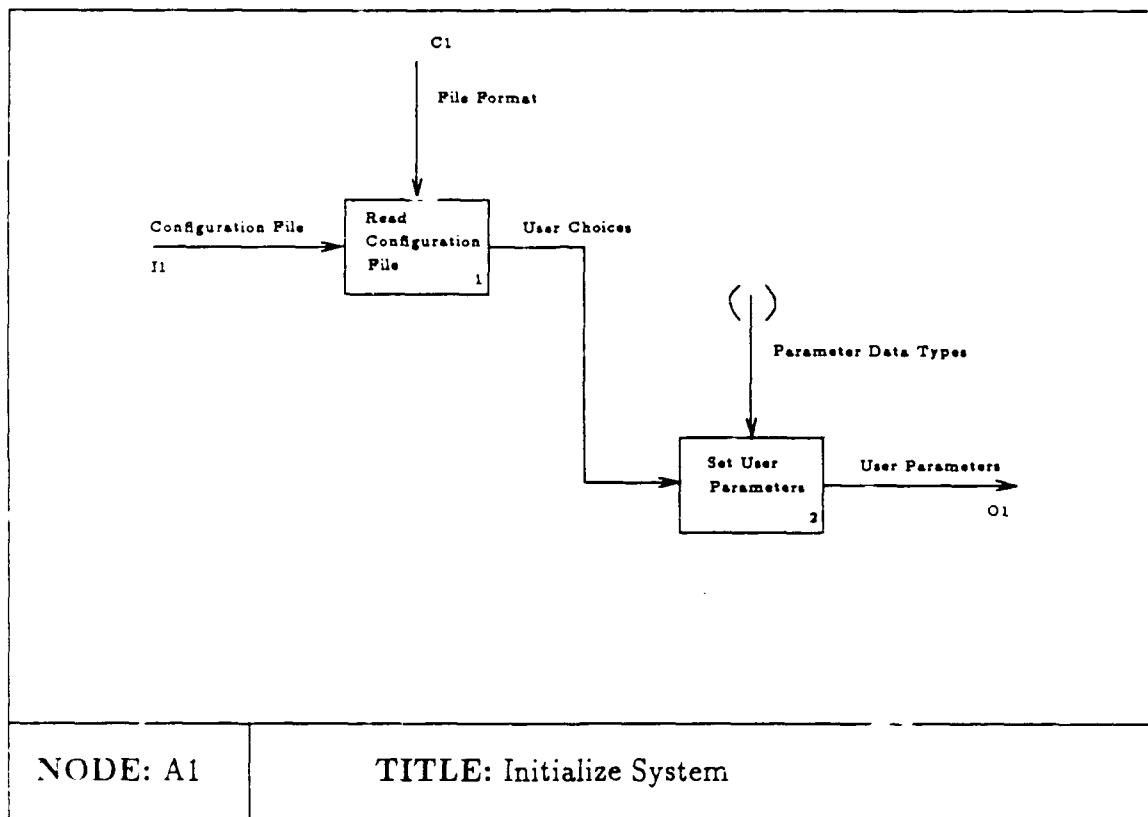 C1
File Format
Configuration File
I1
Read
Configuration
File
1
User Choices
Parameter Data Types
Set User
Parameters
2
User Parameters
O1
NODE: A1
TITLE: Initialize System